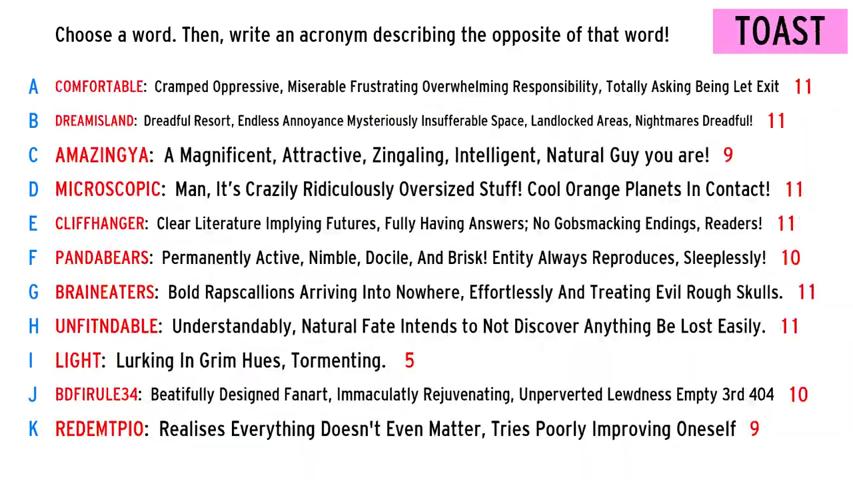 Choose a word. Then, write an acronym describing the opposite of that word!
TOAST
A COMFORTABLE: Cramped Oppressive, Miserable Frustrating Overwhelming Responsibility, Totally Asking Being Let Exit 11
B DREAMISLAND: Dreadful Resort, Endless Annoyance Mysteriously Insufferable Space, Landlocked Areas, Nightmares Dreadful! 11
C AMAZINGYA: A Magnificent, Attractive, Zingaling, Intelligent, Natural Guy you are! 9
D MICROSCOPIC: Man, It's Crazily Ridiculously Oversized Stuff! Cool Orange Planets In Contact! 11
E CLIFFHANGER: Clear Literature Implying Futures, Fully Having Answers; No Gobsmacking Endings, Readers! 11
F PANDABEARS: Permanently Active, Nimble, Docile, And Brisk! Entity Always Reproduces, Sleeplessly! 10
G BRAINEATERS: Bold Rapscallions Arriving Into Nowhere, Effortlessly And Treating Evil Rough Skulls. 11
H UNFITNDABLE: Understandably, Natural Fate Intends to Not Discover Anything Be Lost Easily. 11
I LIGHT: Lurking In Grim Hues, Tormenting. 5
J BDFIRULE34: Beatifully Designed Fanart, Immaculatly Rejuvenating, Unperverted Lewdness Empty 3rd 404 10
K REDEMTPIO: Realises Everything Doesn't Even Matter, Tries Poorly Improving Oneself 9